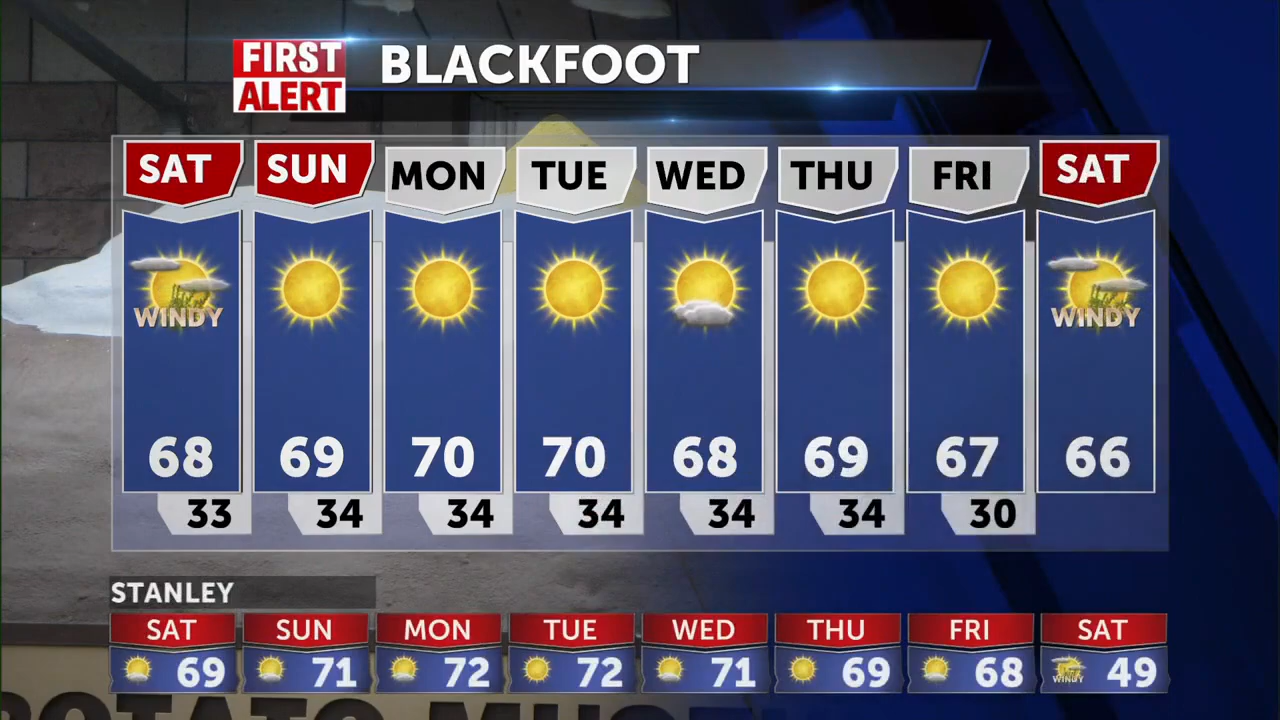 FIRST
ALERT
BLACKFOOT
SAT SUN MON TUE WED THU FRI SAT
WINDY WINDY
68 69 70 70 68 69 67 66
33 34 34 34 34 34 30
STANLEY
SAT SUN MON TUE WED THU FRI SAT
69 71 72 72 71 69 68 49
WINDY
POTATO